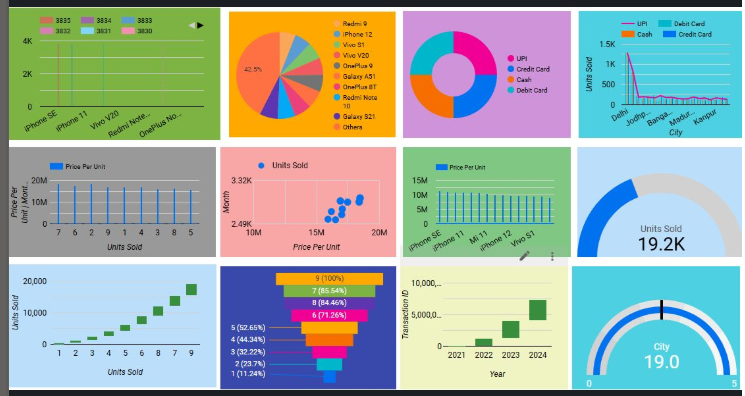 3835 3834 3833
3832 3831 3830
4K
2K
0
iPhone SE
iPhone 11
Vivo V20
Redmi Note..
OnePlus No...
42.5%
Redmi 9
iPhone 12
Vivo S1
Vivo V20
OnePlus 9
Galaxy A51
OnePlus 8T
Redmi Note
10
Galaxy S21
Others
UPI
Credit Card
Cash
Debit Card
UPI Debit Card
Cash Credit Card
Units Sold
1.5K
1K
500
0
Delhi
Jodhp...
Banga...
Madur...
Kanpur
City
Price Per Unit
Price Per
Unit | Mont...
20M
10M
0
7 6 2 9 1 4 3 8 5
Units Sold
Units Sold
Month
3.32K
2.49K
10M 15M 20M
Price Per Unit
Price Per Unit
15M
10M
5M
0
iPhone SE
iPhone 11
Mi 11
iPhone 12
Vivo S1
Units Sold
19.2K
Units Sold
20,000
10,000
0
1 2 3 4 5 6 8 7 9
Units Sold
9 (100%)
7 (85.54%)
8 (84.46%)
6 (71.26%)
5 (52.65%)
4 (44.34%)
3 (32.22%)
2 (23.7%)
1 (11.24%)
Transaction ID
10,000,...
5,000,0...
0
2021 2022 2023 2024
Year
City
19.0
0 5